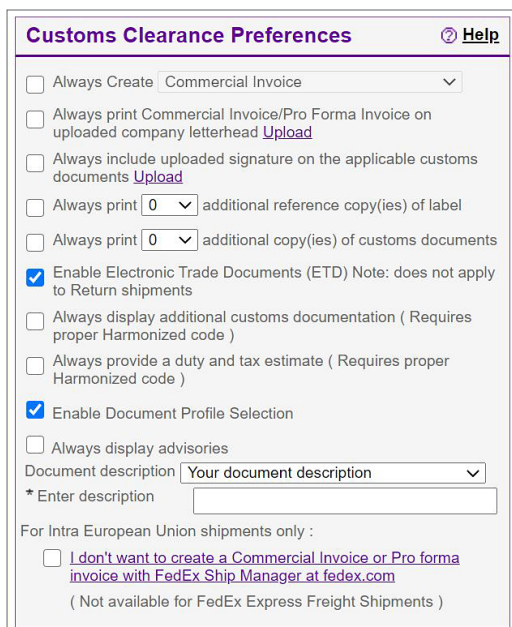 Customs Clearance Preferences
Help
Always Create Commercial Invoice
Always print Commercial Invoice/Pro Forma Invoice on
uploaded company letterhead Upload
Always include uploaded signature on the applicable customs
documents Upload
Always print 0 additional reference copy(ies) of label
Always print 0 additional copy(ies) of customs documents
Enable Electronic Trade Documents (ETD) Note: does not apply
to Return shipments
Always display additional customs documentation ( Requires
proper Harmonized code )
Always provide a duty and tax estimate ( Requires proper
Harmonized code )
Enable Document Profile Selection
Always display advisories
Document description Your document description
* Enter description
For Intra European Union shipments only :
I don't want to create a Commercial Invoice or Pro forma
invoice with FedEx Ship Manager at fedex.com
( Not available for FedEx Express Freight Shipments )